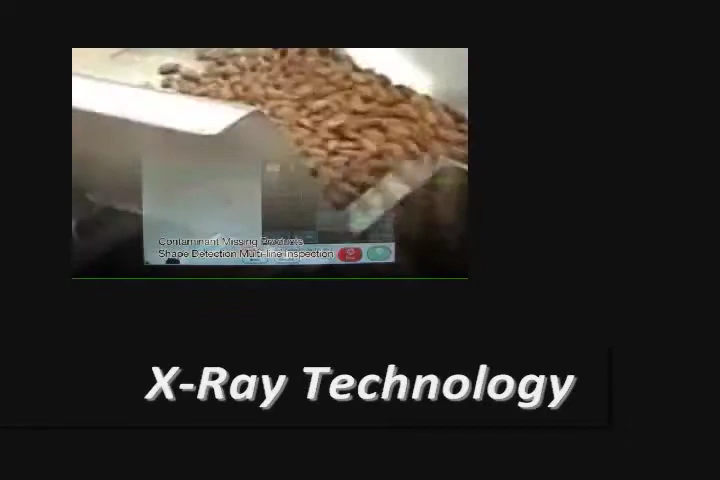 Contaminant Missing Products
Shape Detection Multi-line Inspection
X-Ray Technology